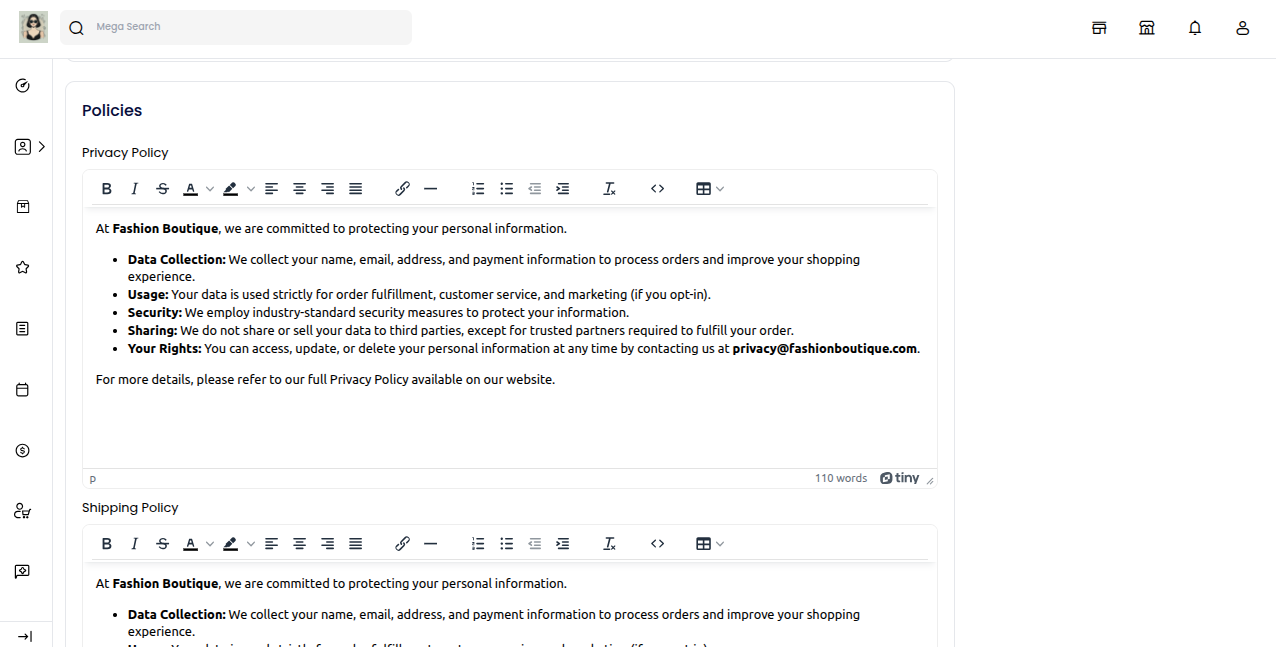 Mega Search
Policies
Privacy Policy
At Fashion Boutique, we are committed to protecting your personal information.
Data Collection: We collect your name, email, address, and payment information to process orders and improve your shopping
experience.
Usage: Your data is used strictly for order fulfillment, customer service, and marketing (if you opt-in).
Security: We employ industry-standard security measures to protect your information.
Sharing: We do not share or sell your data to third parties, except for trusted partners required to fulfill your order.
Your Rights: You can access, update, or delete your personal information at any time by contacting us at privacy@fashionboutique.com.
For more details, please refer to our full Privacy Policy available on our website.
p
110 words
tiny
Shipping Policy
At Fashion Boutique, we are committed to protecting your personal information.
Data Collection: We collect your name, email, address, and payment information to process orders and improve your shopping
experience.